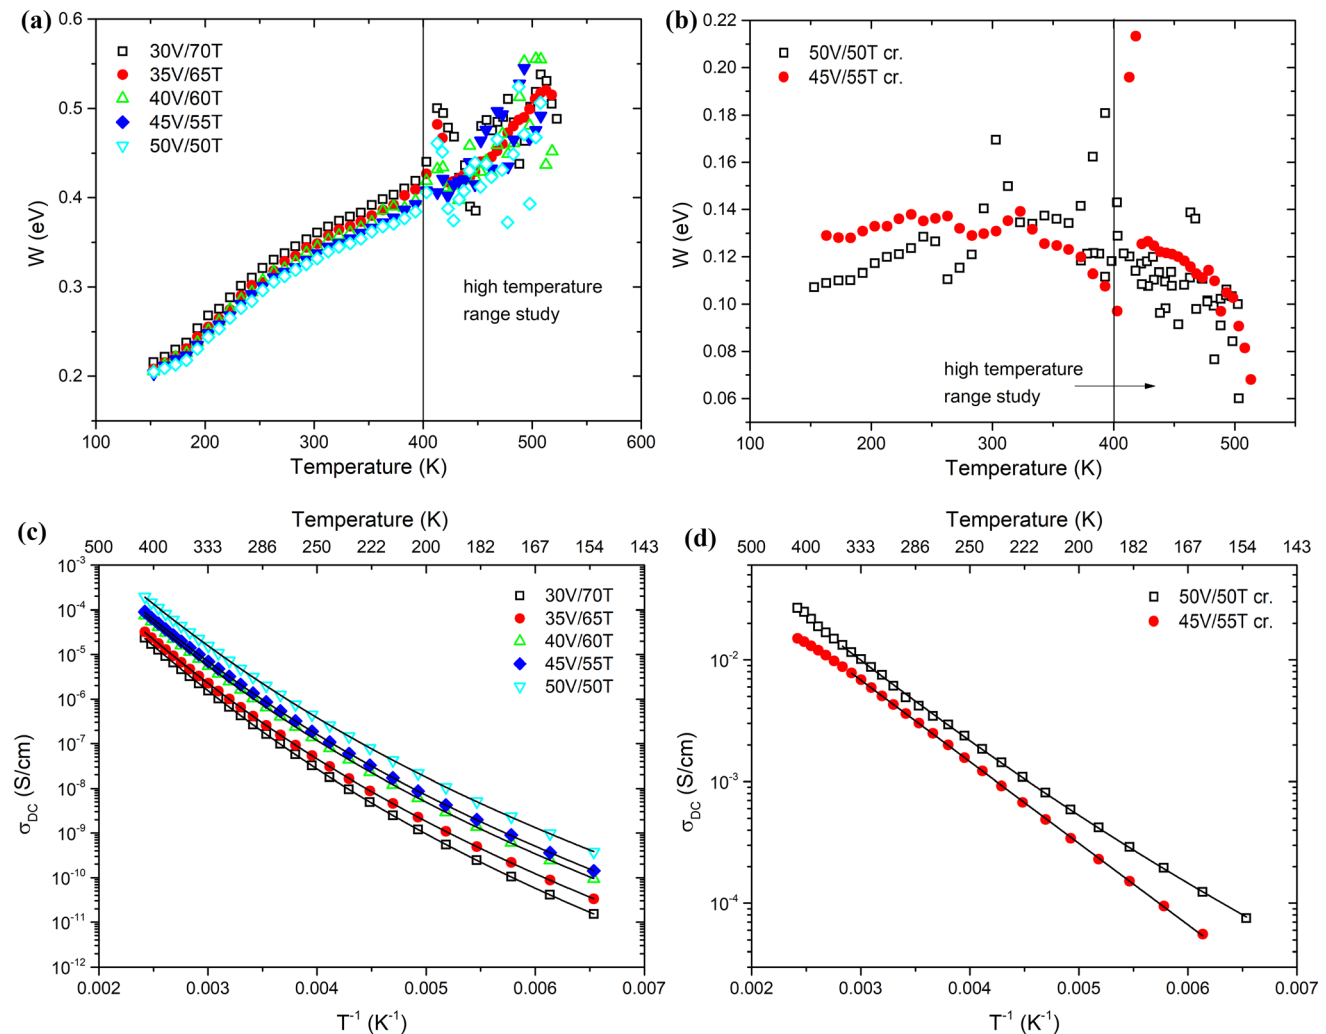 (a)
0.6
0.5
0.4
0.3
0.2
W (eV)
30V/70T
35V/65T
40V/60T
45V/55T
50V/50T
high temperature
range study
100 200 300 400 500 600
Temperature (K)
(b)
0.22
0.20
0.18
0.16
0.14
0.12
0.10
0.08
0.06
W (eV)
50V/50T cr.
45V/55T cr.
high temperature
range study
100 200 300 400 500
Temperature (K)
(c)
Temperature (K)
500 400 333 286 250 222 200 182 167 154 143
10⁻³
10⁻⁴
10⁻⁵
10⁻⁶
10⁻⁷
10⁻⁸
10⁻⁹
10⁻¹⁰
10⁻¹¹
10⁻¹²
σDC (S/cm)
30V/70T
35V/65T
40V/60T
45V/55T
50V/50T
0.002 0.003 0.004 0.005 0.006 0.007
T⁻¹ (K⁻¹)
(d)
Temperature (K)
500 400 333 286 250 222 200 182 167 154 143
10⁻²
10⁻³
10⁻⁴
σDC (S/cm)
50V/50T cr.
45V/55T cr.
0.002 0.003 0.004 0.005 0.006 0.007
T⁻¹ (K⁻¹)